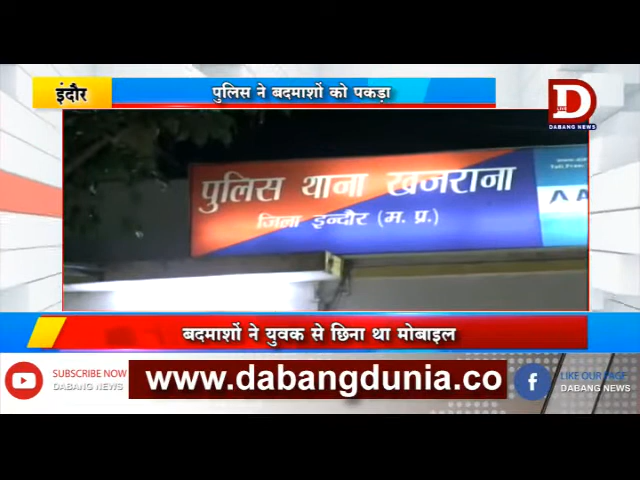 इंदौर
पुलिस ने बदमाशों को पकड़ा
D
LIVE
DABANG NEWS
पुलिस थाना खजराना
जिला इन्दौर (म. प्र.)
बदमाशों ने युवक से छिना था मोबाइल
SUBSCRIBE NOW
DABANG NEWS
www.dabangdunia.co
f
LIKE OUR PAGE
DABANG NEWS